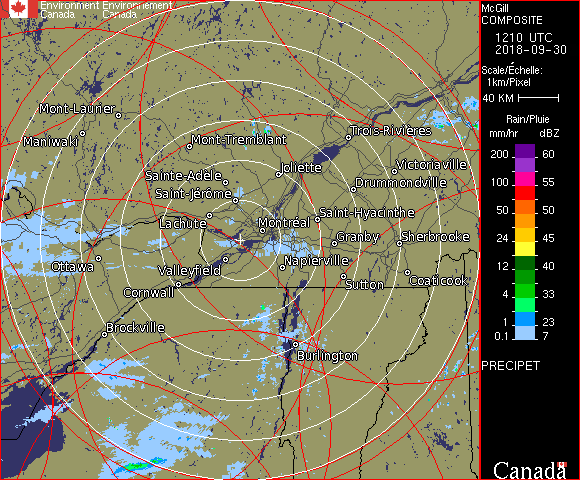 Environment Environnement
Canada Canada
McGill
COMPOSITE
1210 UTC
2018-09-30
Scale/Échelle:
1km/Pixel
40 KM
Rain/Pluie
mm/hr dBZ
200 60
150 57
100 55
50 50
24 45
12 40
4 33
1 23
0.1 7
PRECIPET
Canada
Mont-Laurier
Maniwaki
Mont-Tremblant
Trois-Rivières
Sainte-Adèle
Joliette
Victoriaville
Saint-Jérôme
Drummondville
Lachute
Montréal
Saint-Hyacinthe
Granby
Sherbrooke
Ottawa
Valleyfield
Napierville
Cornwall
Sutton
Coaticook
Brockville
Burlington